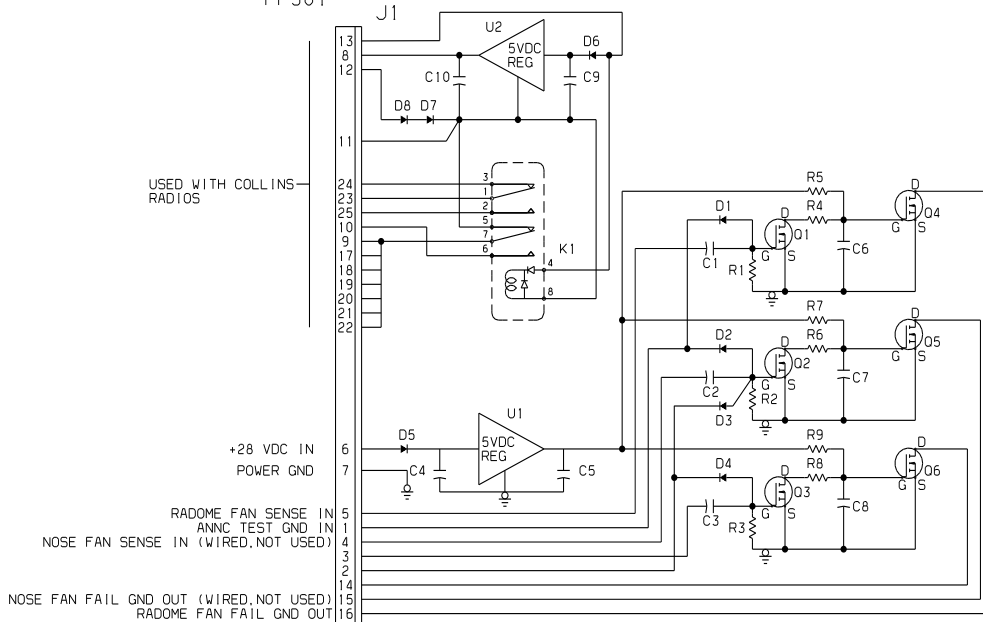 J1
13
8
12
11
24
23
25
10
9
17
18
19
20
21
22
6
7
5
1
4
3
2
14
15
16
USED WITH COLLINS
RADIOS
U2
5VDC
REG
D6
C10
C9
D8 D7
3
1
2
5
7
6
K1
4
8
+28 VDC IN
POWER GND
D5
C4
U1
5VDC
REG
C5
RADOME FAN SENSE IN
ANNC TEST GND IN
NOSE FAN SENSE IN (WIRED,NOT USED)
NOSE FAN FAIL GND OUT (WIRED,NOT USED)
RADOME FAN FAIL GND OUT
R5
D1
D
R4
D
Q4
Q1
G
S
C1
G
S
C6
R1
R7
D2
D
R6
D
Q5
Q2
G
S
C2
G
S
C7
R2
D3
R9
D4
D
R8
D
Q6
Q3
G
S
C3
G
S
C8
R3